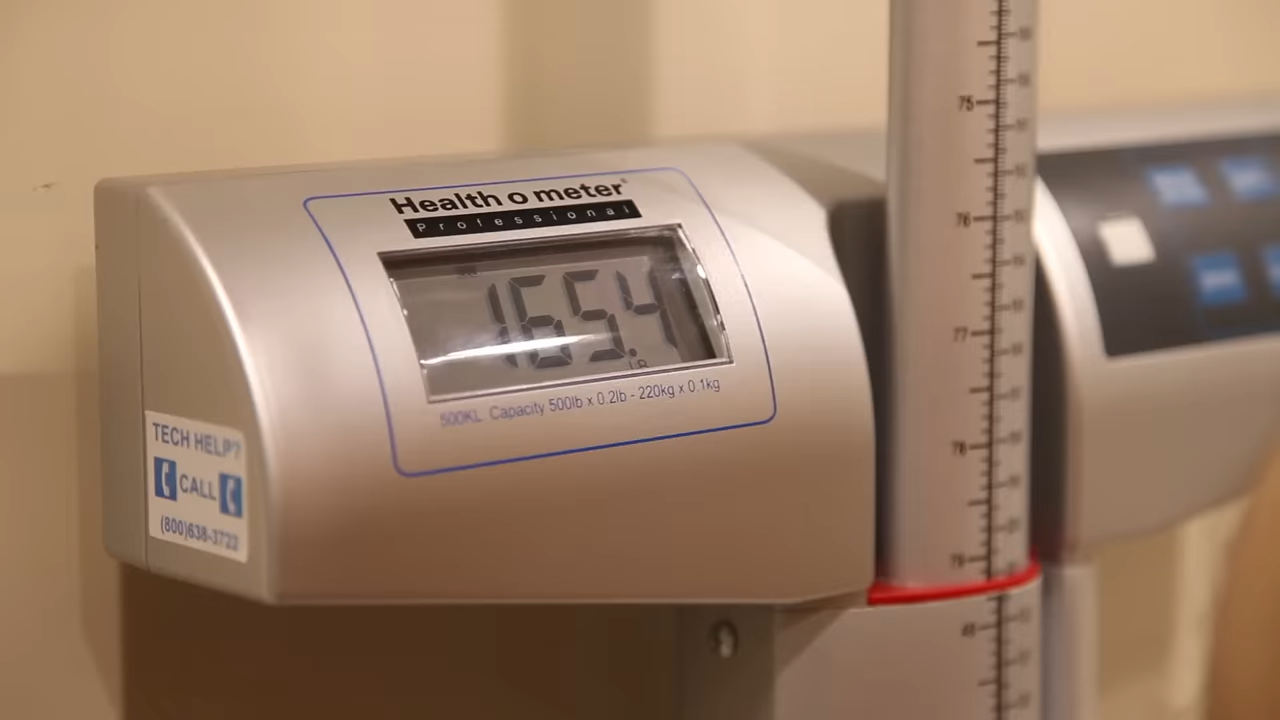 Health o meter
Professional
165.4
LB
500KL Capacity 500lb x 0.2lb - 220kg x 0.1kg
TECH HELP?
CALL
(800)638-3722
75
76
77
78
79
48